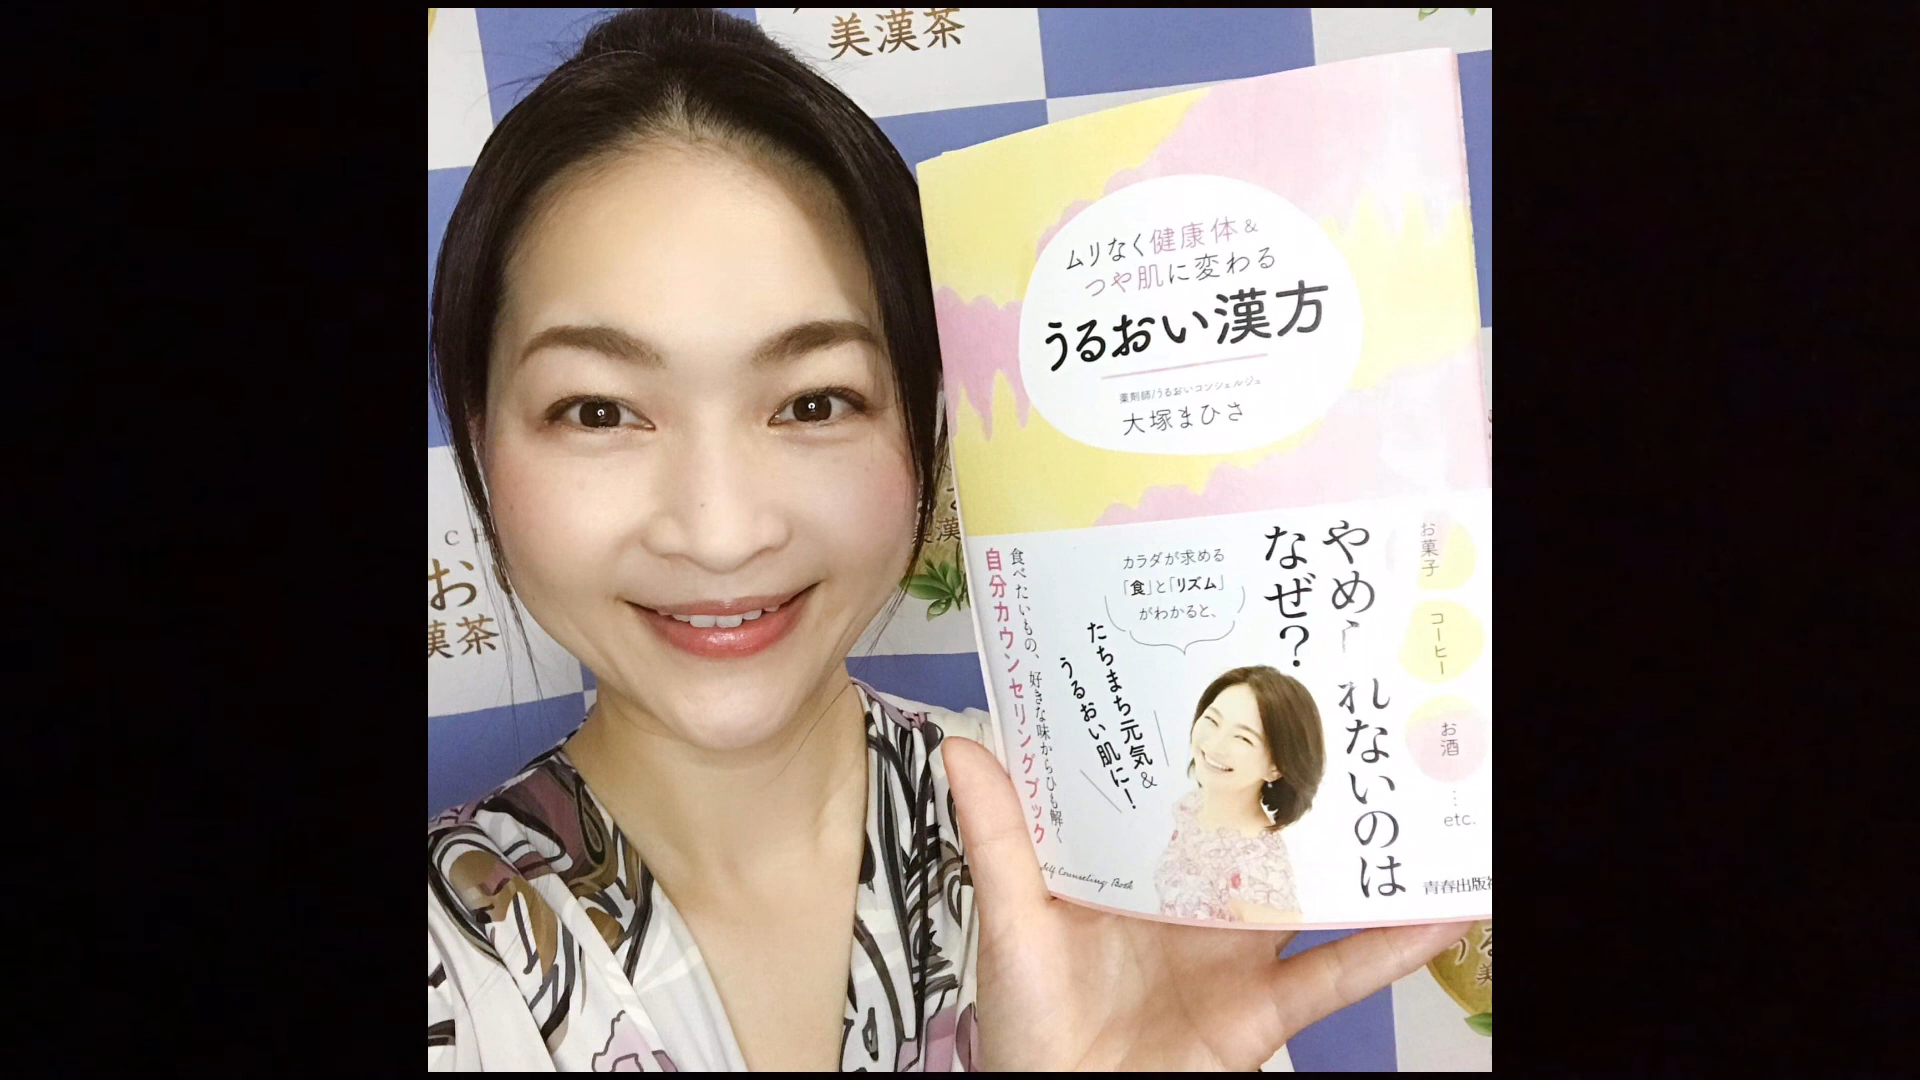 美漢茶
ムリなく健康体&
つや肌に変わる
うるおい漢方
薬剤師/うるおいコンシェルジュ
大塚まひさ
お菓子
コーヒー
お酒
…
etc.
やめ れないのは
なぜ?
カラダが求める
「食」と「リズム」
がわかると、
たちまち元気&
うるおい肌に!
食べたいもの、好きな味からひも解く
自分カウンセリングブック
Self Counseling Book
青春出版
CH
お
漢茶
漢
うる
美